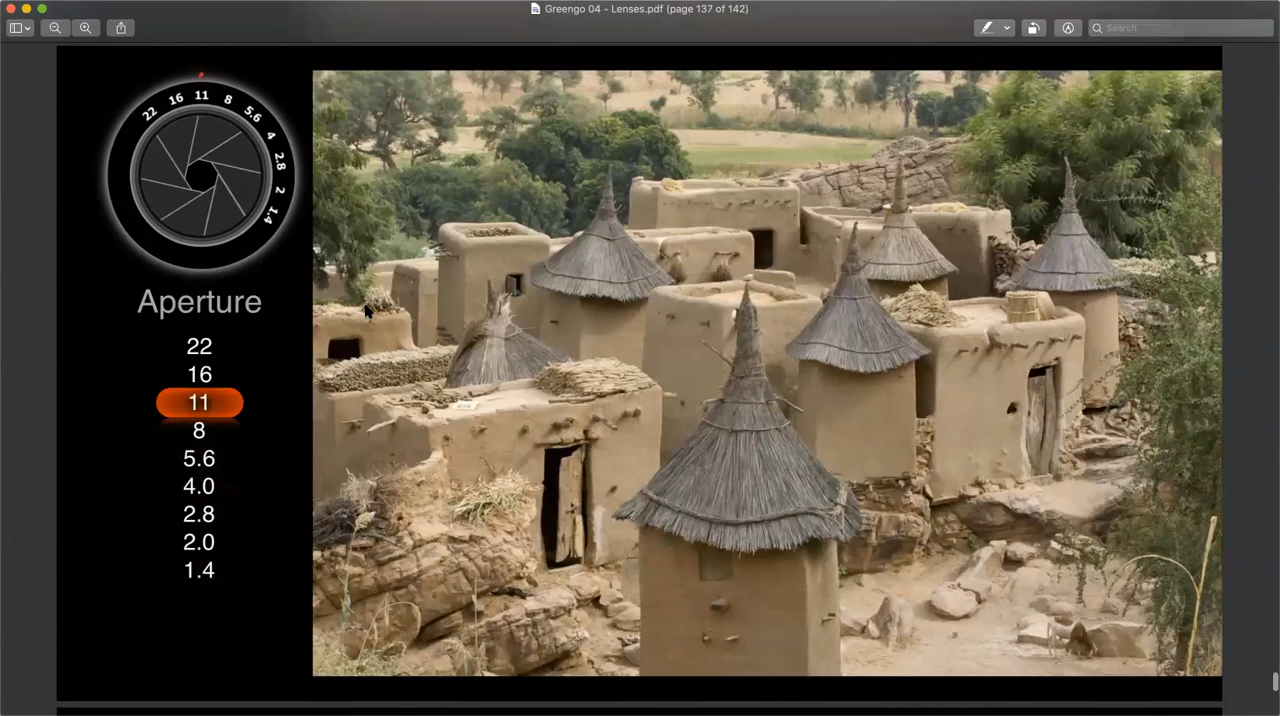 Greengo 04 - Lenses.pdf (page 137 of 142)
Search
22 16 11 8 5.6 4 2.8 2 1.4
Aperture
22
16
11
8
5.6
4.0
2.8
2.0
1.4